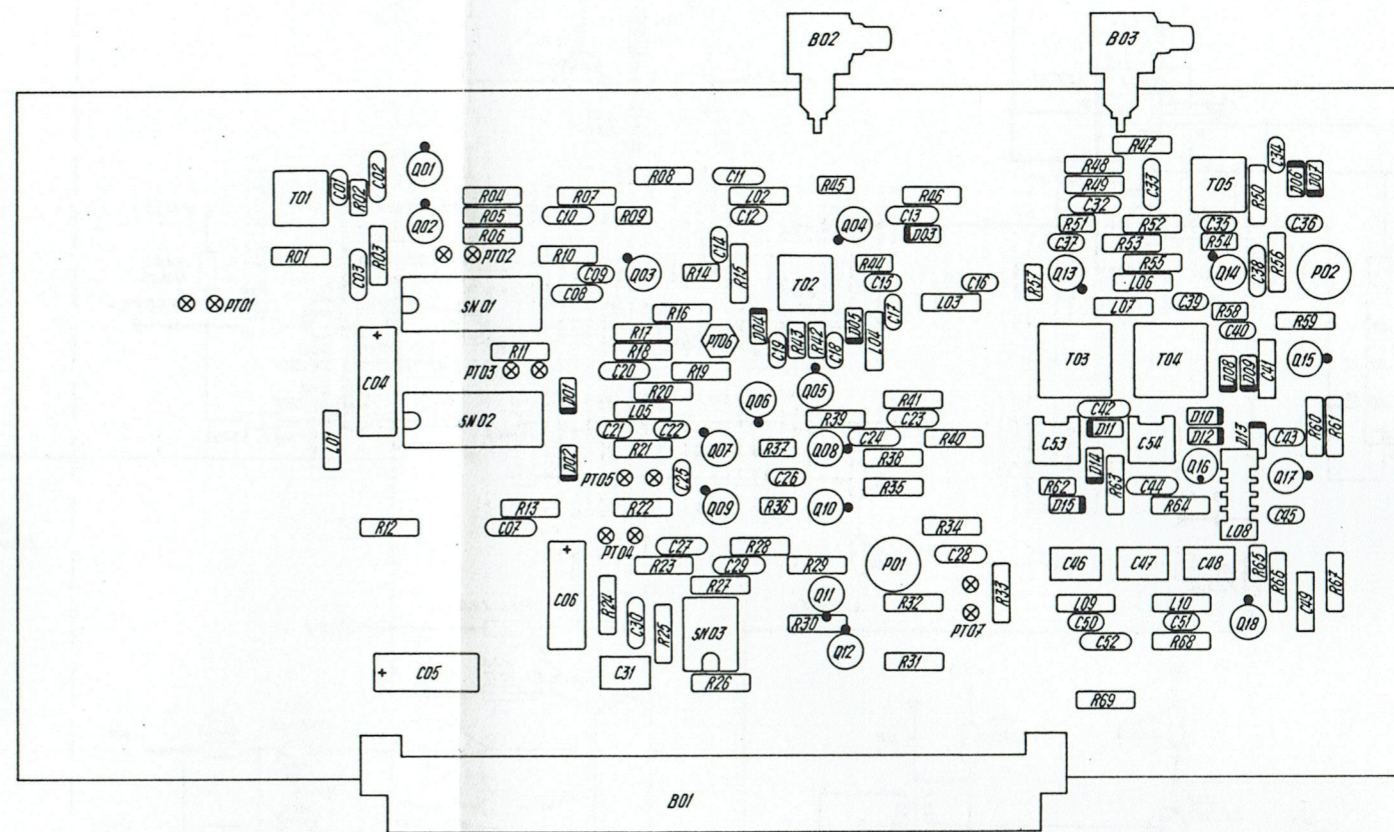 B02 B03
R47
C34
C01 R02 C02 Q01 R08 C11 R48 C33 T05 R50 D06 D07
T01 R04 R07 L02 R45 R46 R49
C32
Q02 R05 C10 R09 C12 Q04 C13 R51 R52 C35 C36
R06 D03 C37 R53 R54
R01 C03 R03 PT02 R10 C14 R15 R44 R55 C38 R56
C09 Q03 R14 T02 C15 C16 R57 Q13 L06 Q14 P02
C08
PT01 SN01 R16 C17 L03 L07 C39 R58
R17 PT06 D04 R43 R42 D05 L04 C40 R59
R11 R18 C19 C18 T03 T04 Q15
C04 PT03 C20 R19 D08 D09 C41
D01 R20 Q06 Q05 R41
L05 R39 C23 C42 D10
L01 SN02 C21 C22 C24 R40 D11 D12 D13 C43 R60 R61
R21 Q07 R37 Q08 C53 C54
D02 R38 D14 Q16
PT05 C25 C26 R35 R62 R63 C44 Q17
R13 R22 Q09 R36 Q10 D15 R64
R12 C07 R34 C45
PT04 L08
C27 R28 C28
R23 C29 R29 P01 C46 C47 C48 R65
C06 R24 R27 Q11 R33 R66 C49 R67
C30 R25 R32 L09 L10
SN03 R30 PT07 C50 C51 Q18
Q12 C52 R68
C05 C31 R26 R31
R69
B01